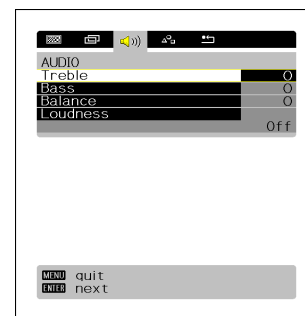 AUDIO
Treble 0
Bass 0
Balance 0
Loudness
Off
MENU quit
ENTER next